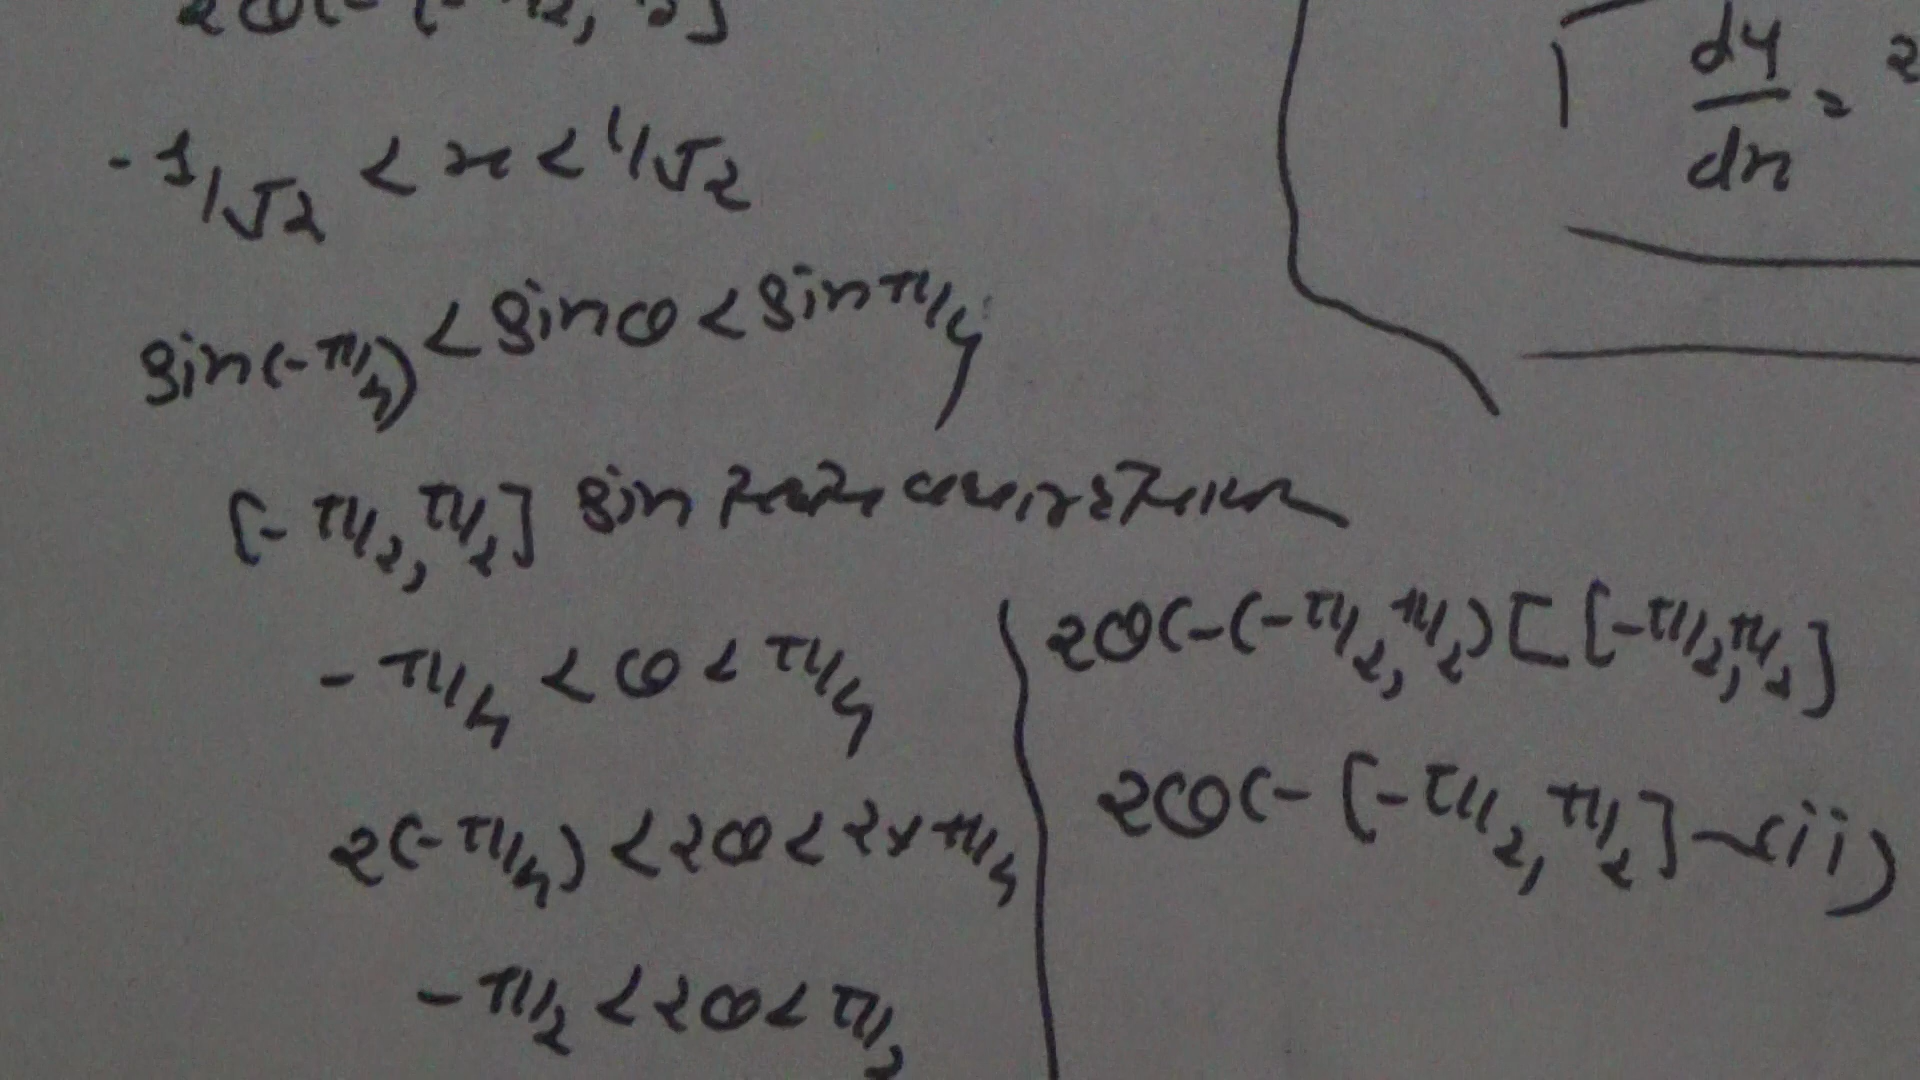 -1/√2 < x < 1/√2
sin(-π/4) < sinθ < sin π/4
[-π/2, π/2] sin
-π/4 < θ < π/4
2(-π/4) < 2θ < 2x π/4
-π/2 < 2θ < π/2
2θ(-(-π/2, π/2) [ [-π/2, π/2]
2θ(- [-π/2, π/2] -(ii)
dy/dx = 2